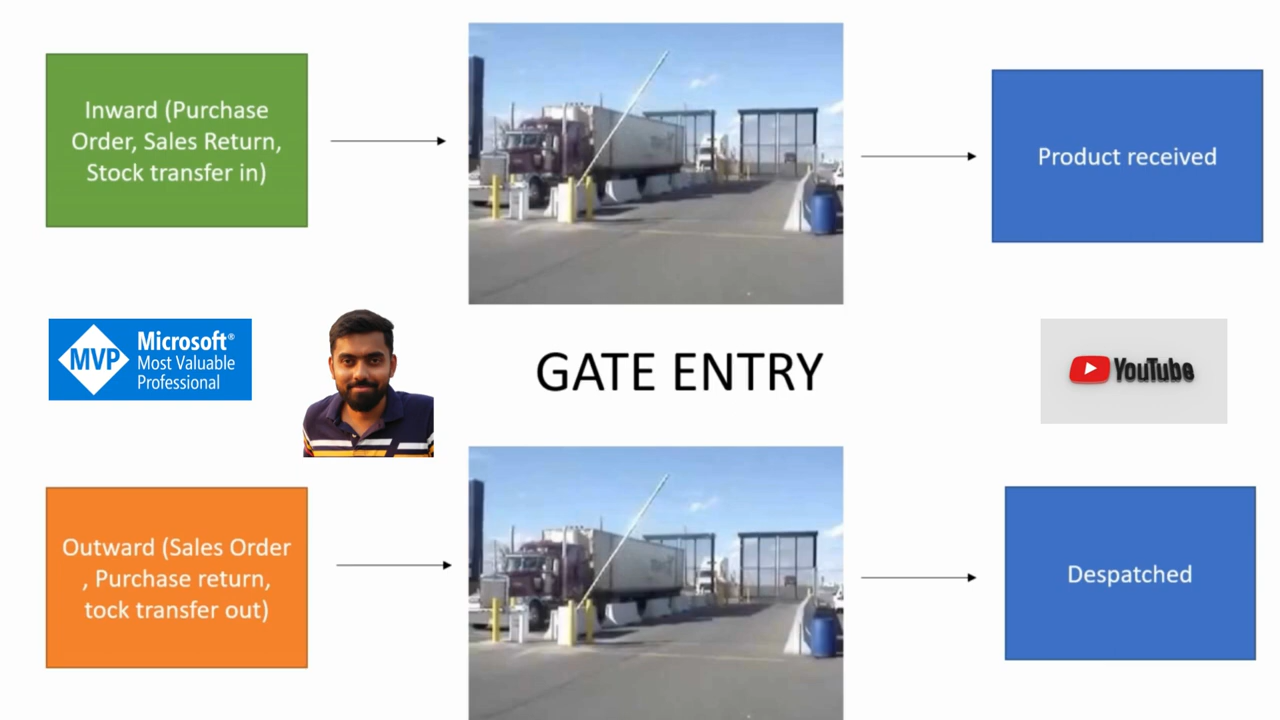 Inward (Purchase
Order, Sales Return,
Stock transfer in)
Product received
MVP
Microsoft®
Most Valuable
Professional
GATE ENTRY
YouTube
Outward (Sales Order
, Purchase return,
tock transfer out)
Despatched